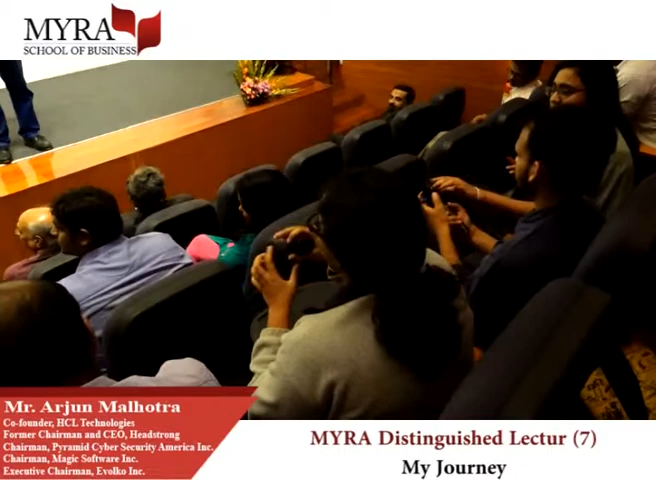 MYRA
SCHOOL OF BUSINESS
Mr. Arjun Malhotra
Co-founder, HCL Technologies
Former Chairman and CEO, Headstrong
Chairman, Pyramid Cyber Security America Inc.
Chairman, Magic Software Inc.
Executive Chairman, Evolko Inc.
MYRA Distinguished Lectur (7)
My Journey